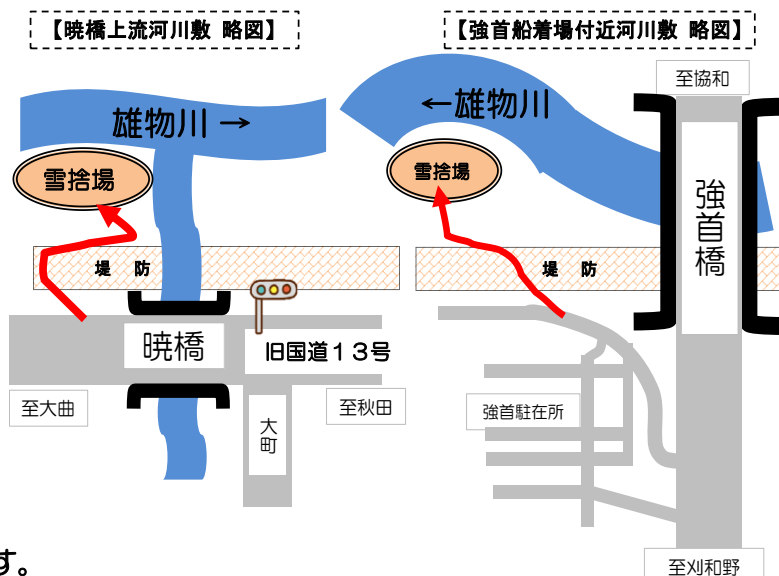 【暁橋上流河川敷 略図】
雄物川→
雪捨場
堤 防
暁橋
旧国道13号
至大曲
至秋田
大町
【強首船着場付近河川敷 略図】
至協和
←雄物川
雪捨場
強首橋
堤 防
強首駐在所
至刈和野
す。